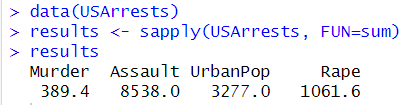 > data(USArrests)
> results <- sapply(USArrests, FUN=sum)
> results
  Murder  Assault UrbanPop     Rape
   389.4   8538.0   3277.0   1061.6